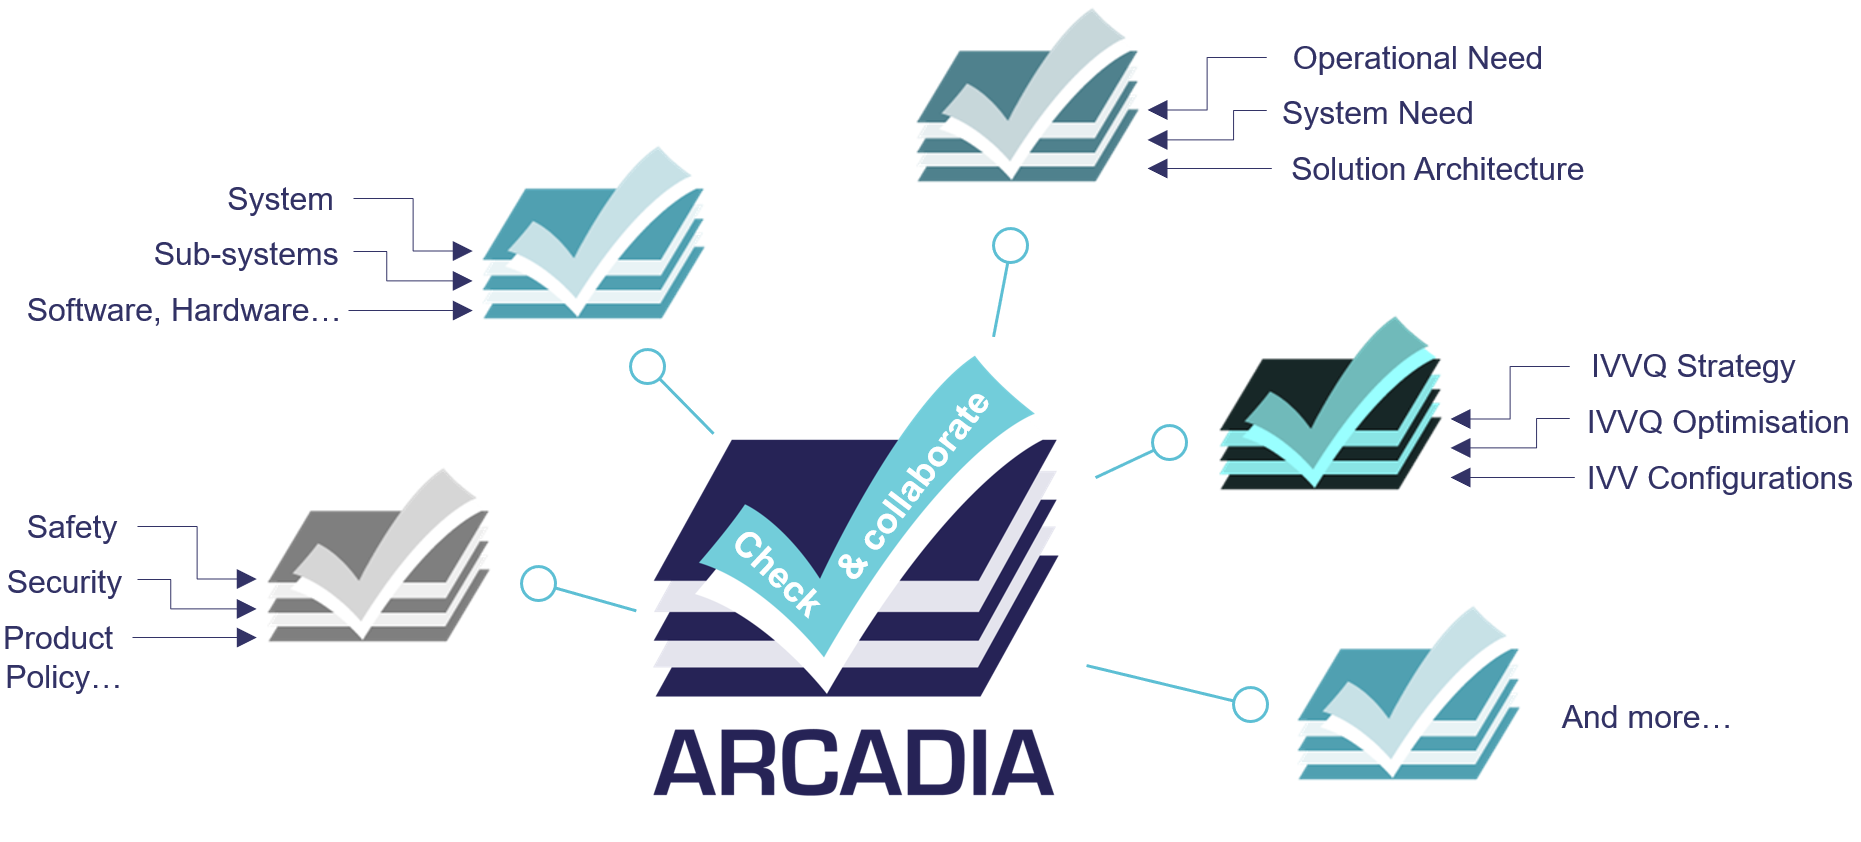 Operational Need
System Need
Solution Architecture
System
Sub-systems
Software, Hardware…
IVVQ Strategy
IVVQ Optimisation
IVV Configurations
Safety
Security
Product
Policy…
Check
& collaborate
And more…
ARCADIA